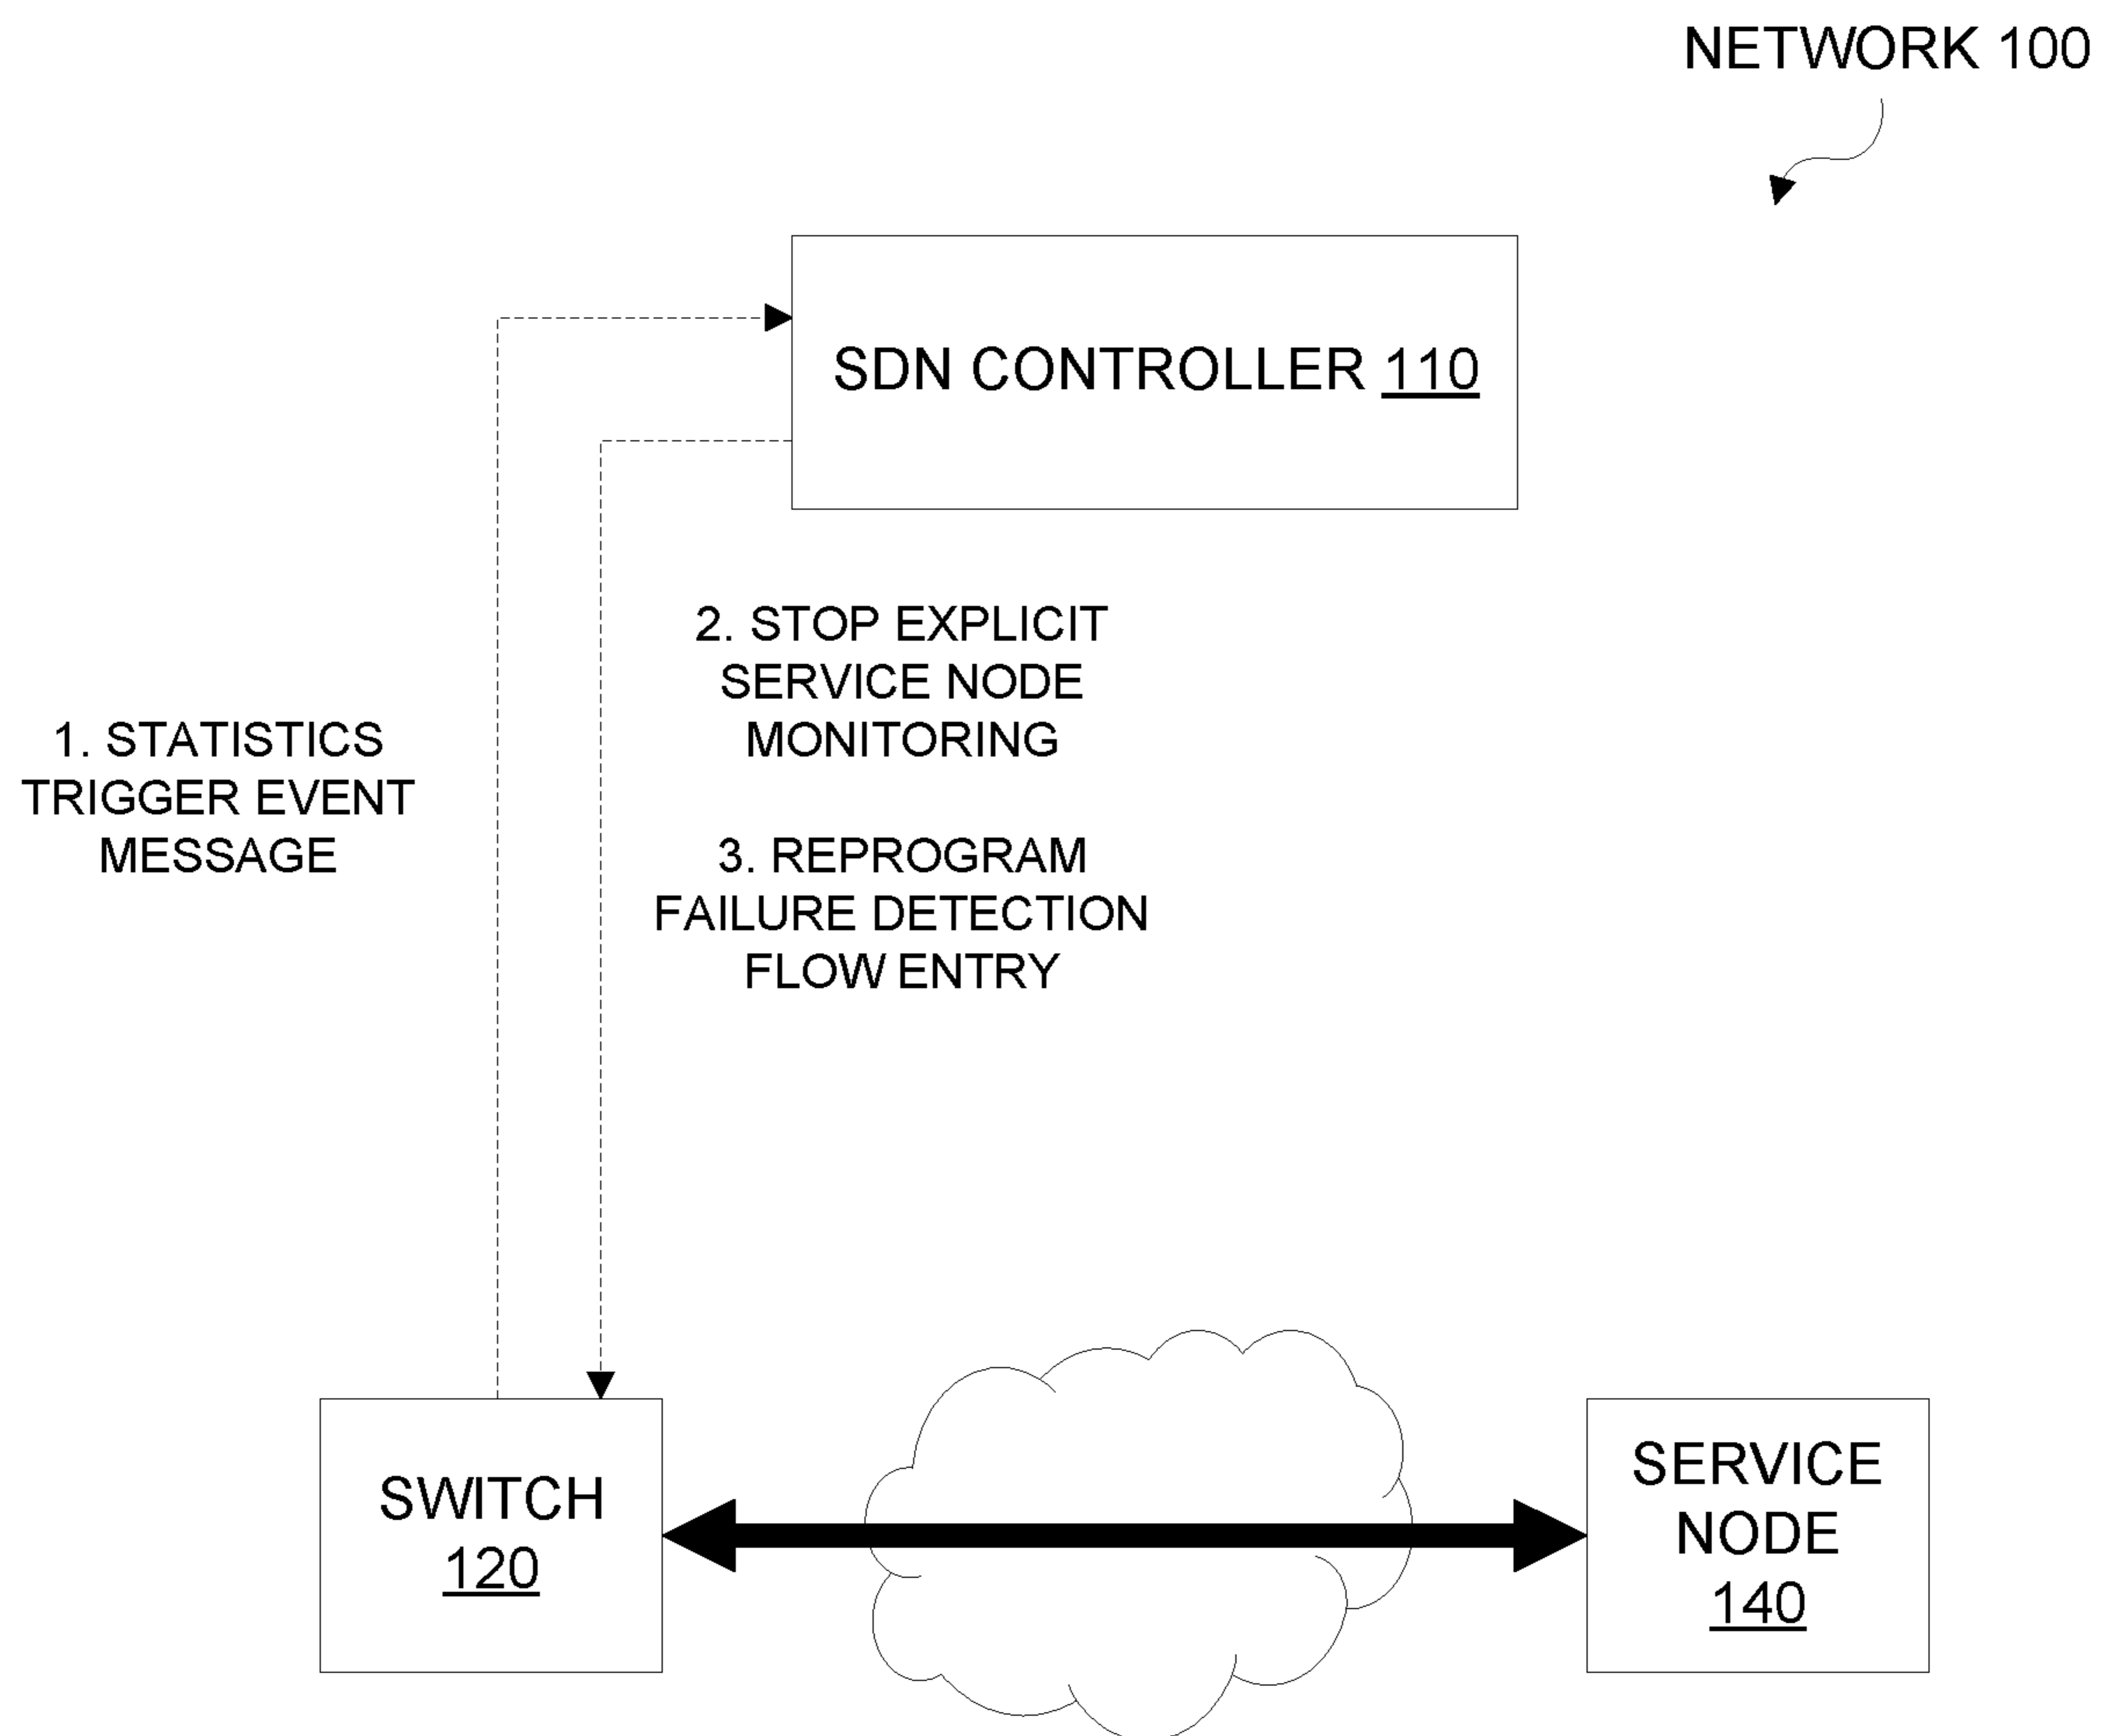 NETWORK 100
SDN CONTROLLER 110
2. STOP EXPLICIT
SERVICE NODE
MONITORING
1. STATISTICS
TRIGGER EVENT
MESSAGE
3. REPROGRAM
FAILURE DETECTION
FLOW ENTRY
SWITCH
120
SERVICE
NODE
140